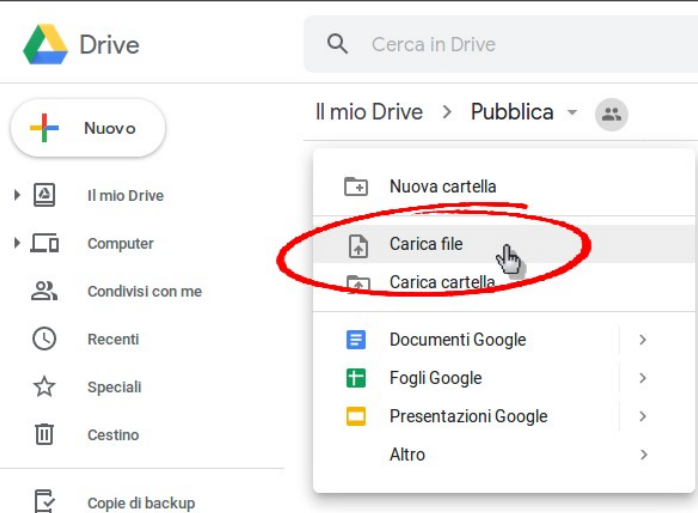 Drive
Cerca in Drive
Il mio Drive > Pubblica
Nuovo
Il mio Drive
Computer
Condivisi con me
Recenti
Speciali
Cestino
Copie di backup
Nuova cartella
Carica file
Carica cartella
Documenti Google
Fogli Google
Presentazioni Google
Altro